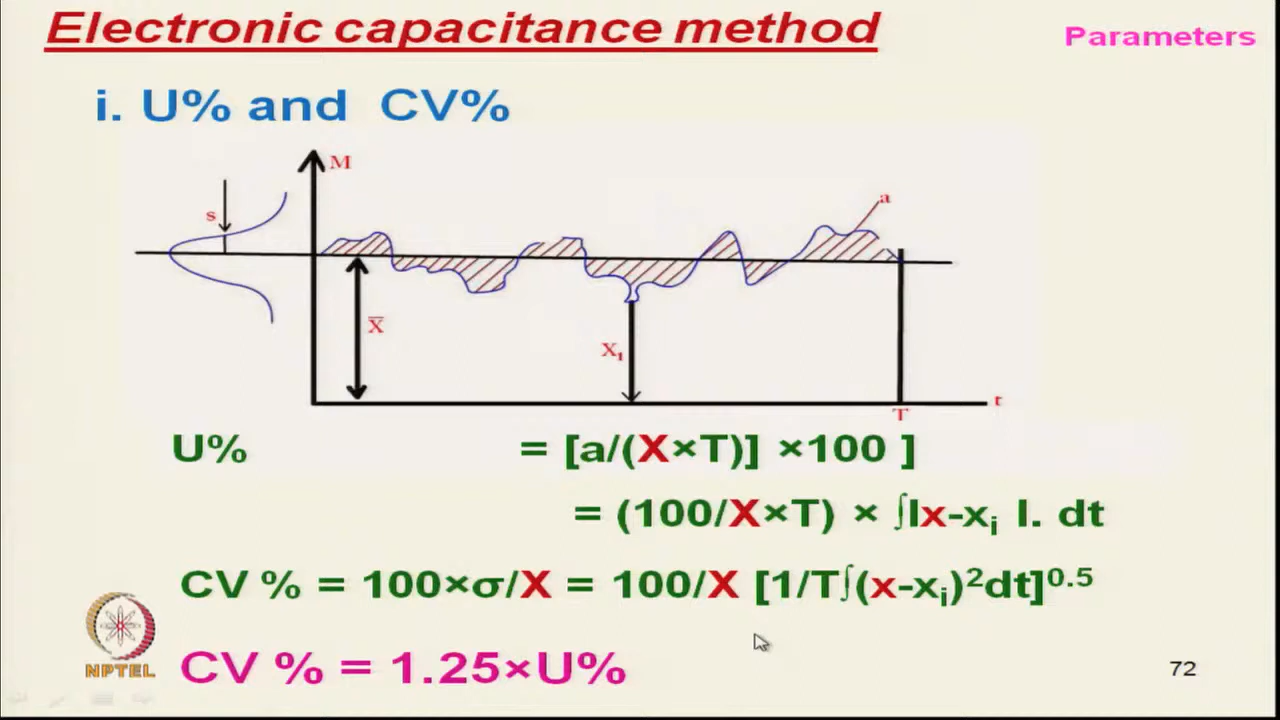 Electronic capacitance method
Parameters
i. U% and CV%
M
s
a
X̅
X₁
t
T
U% = [a/(X×T)] ×100 ]
= (100/X×T) × ∫Ix-xᵢ I. dt
CV % = 100×σ/X = 100/X [1/T∫(x-xᵢ)²dt]⁰·⁵
NPTEL
CV % = 1.25×U%
72